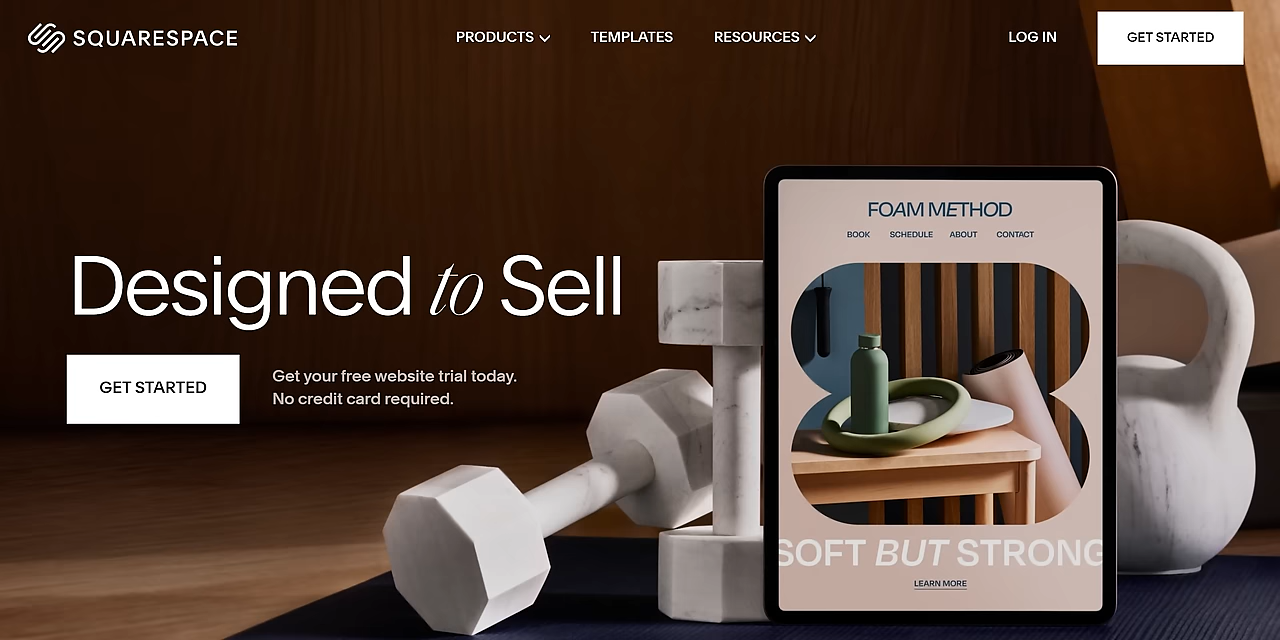 SQUARESPACE
PRODUCTS
TEMPLATES
RESOURCES
LOG IN
GET STARTED
Designed to Sell
GET STARTED
Get your free website trial today.
No credit card required.
FOAM METHOD
BOOK SCHEDULE ABOUT CONTACT
SOFT BUT STRONG
LEARN MORE